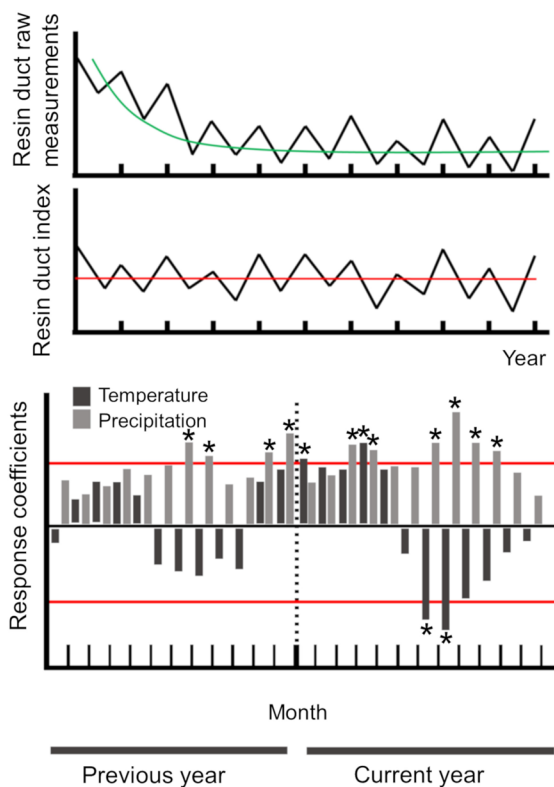 Resin duct raw
measurements
Resin duct index
Year
Temperature
Precipitation
Response coefficients
* * * * * * * * * * * *
* *
Month
Previous year
Current year